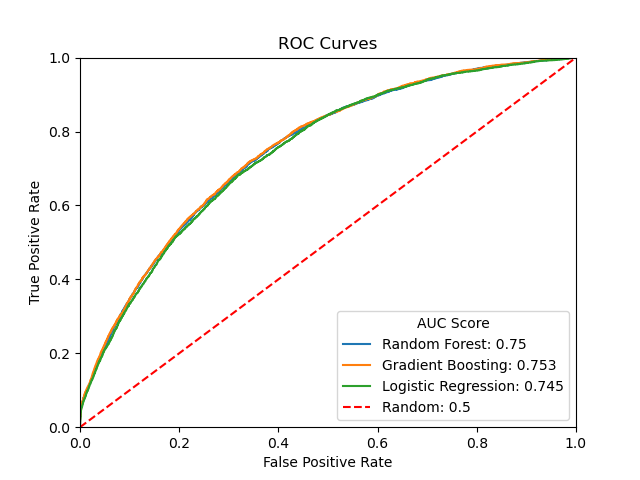 ROC Curves
True Positive Rate
1.0
0.8
0.6
0.4
0.2
0.0
0.0 0.2 0.4 0.6 0.8 1.0
False Positive Rate
AUC Score
Random Forest: 0.75
Gradient Boosting: 0.753
Logistic Regression: 0.745
Random: 0.5